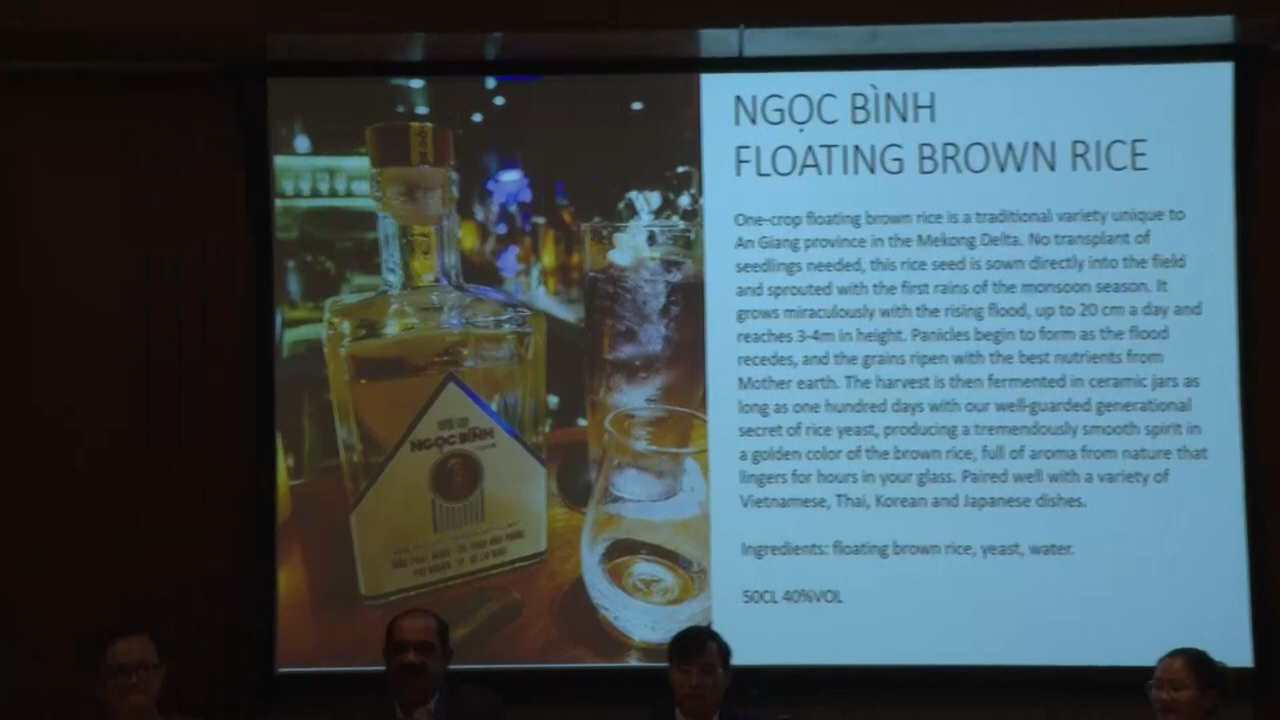 NGỌC BÌNH
FLOATING BROWN RICE
One-crop floating brown rice is a traditional variety unique to
An Giang province in the Mekong Delta. No transplant of
seedlings needed, this rice seed is sown directly into the field
and sprouted with the first rains of the monsoon season. It
grows miraculously with the rising flood, up to 20 cm a day and
reaches 3-4m in height. Panicles begin to form as the flood
recedes, and the grains ripen with the best nutrients from
Mother earth. The harvest is then fermented in ceramic jars as
long as one hundred days with our well-guarded generational
secret of rice yeast, producing a tremendously smooth spirit in
a golden color of the brown rice, full of aroma from nature that
lingers for hours in your glass. Paired well with a variety of
Vietnamese, Thai, Korean and Japanese dishes.
Ingredients: floating brown rice, yeast, water.
50CL 40%VOL
NGỌC BÌNH